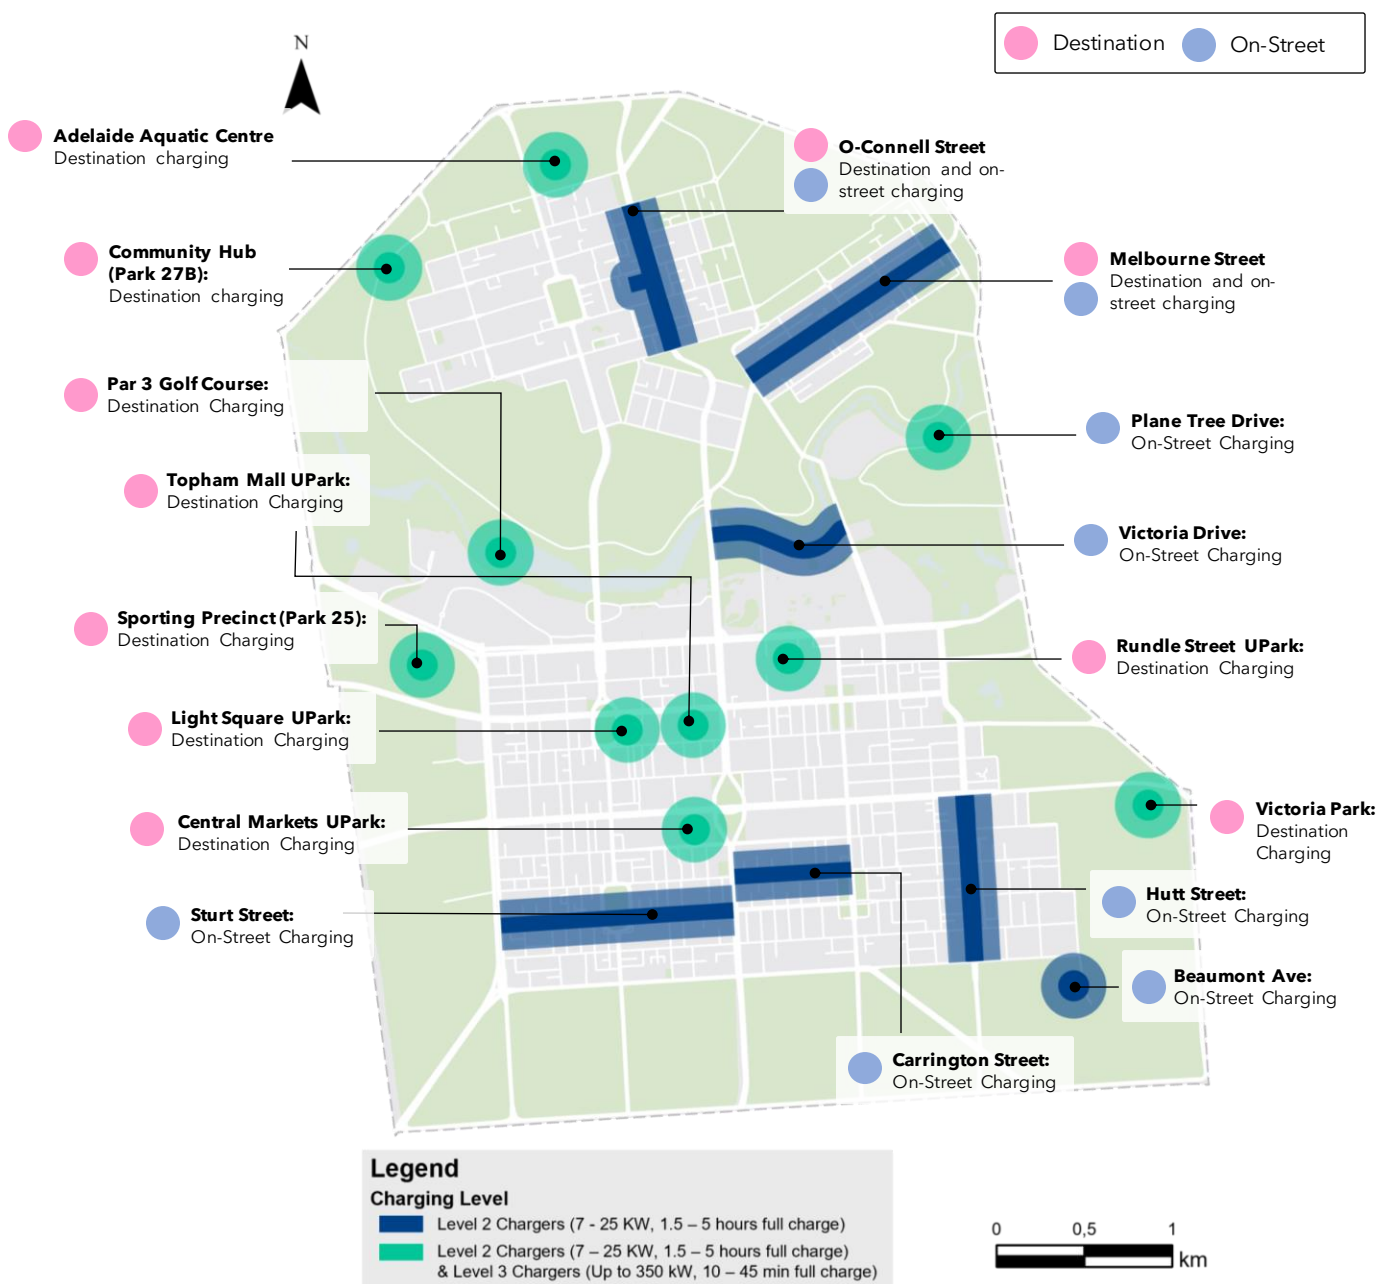 Destination
On-Street
N
Adelaide Aquatic Centre
Destination charging
O-Connell Street
Destination and on-
street charging
Community Hub
(Park 27B):
Destination charging
Melbourne Street
Destination and on-
street charging
Par 3 Golf Course:
Destination Charging
Plane Tree Drive:
On-Street Charging
Topham Mall UPark:
Destination Charging
Victoria Drive:
On-Street Charging
Sporting Precinct (Park 25):
Destination Charging
Rundle Street UPark:
Destination Charging
Light Square UPark:
Destination Charging
Central Markets UPark:
Destination Charging
Victoria Park:
Destination
Charging
Hutt Street:
On-Street Charging
Sturt Street:
On-Street Charging
Beaumont Ave:
On-Street Charging
Carrington Street:
On-Street Charging
Legend
Charging Level
Level 2 Chargers (7 - 25 KW, 1.5 – 5 hours full charge)
Level 2 Chargers (7 – 25 KW, 1.5 – 5 hours full charge)
& Level 3 Chargers (Up to 350 kW, 10 – 45 min full charge)
0 0,5 1
km